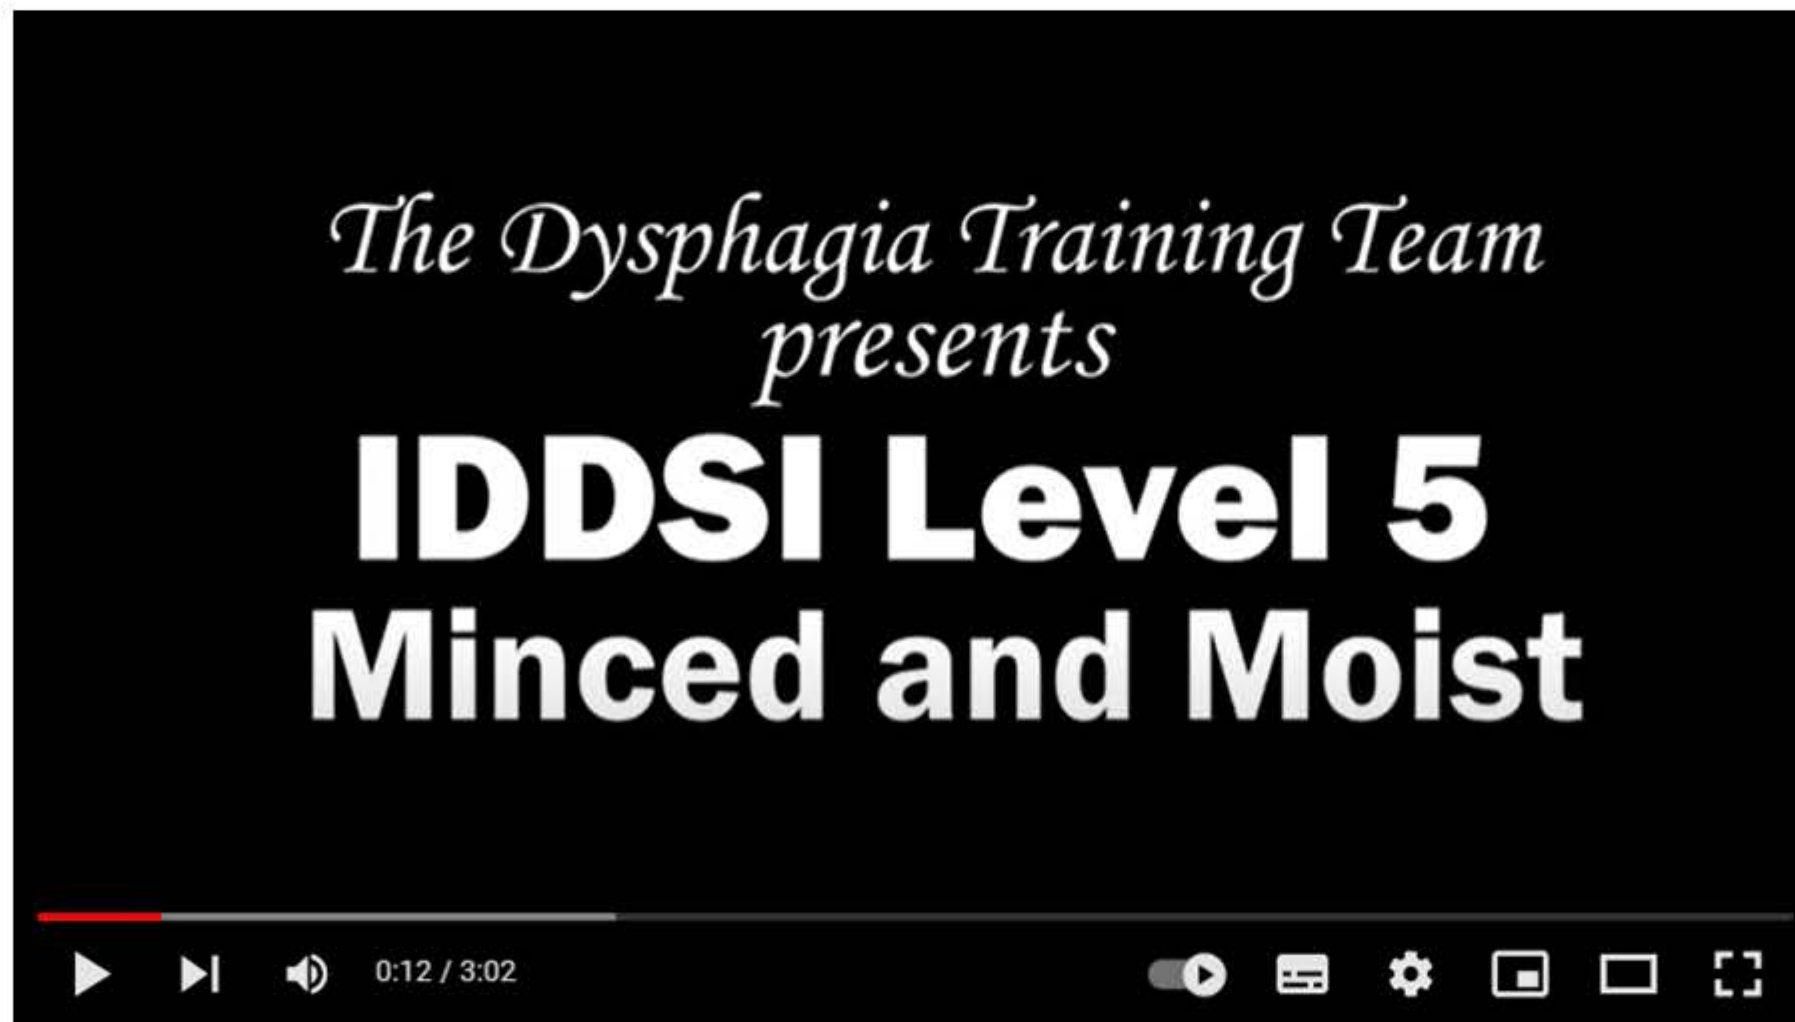 The Dysphagia Training Team
presents
IDDSI Level 5
Minced and Moist
0:12 / 3:02